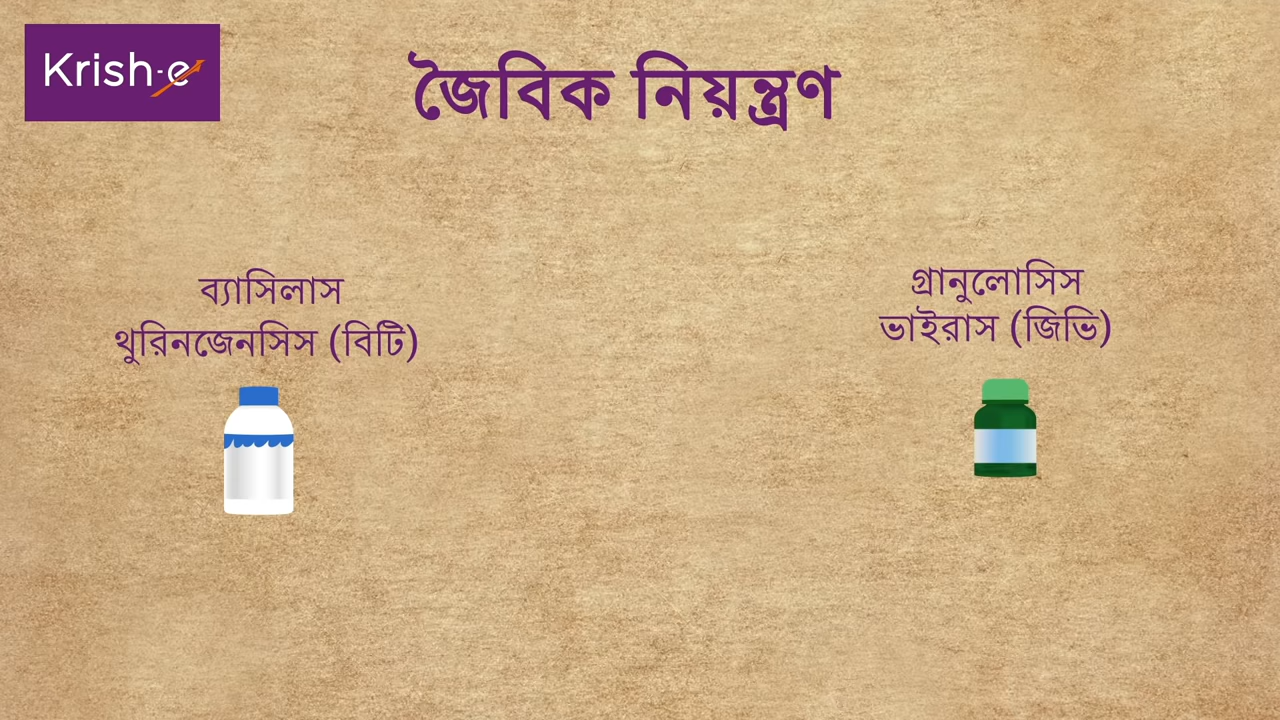 Krish-e
জৈবিক নিয়ন্ত্রণ
ব্যাসিলাস
থুরিনজেনসিস (বিটি)
গ্রানুলোসিস
ভাইরাস (জিভি)